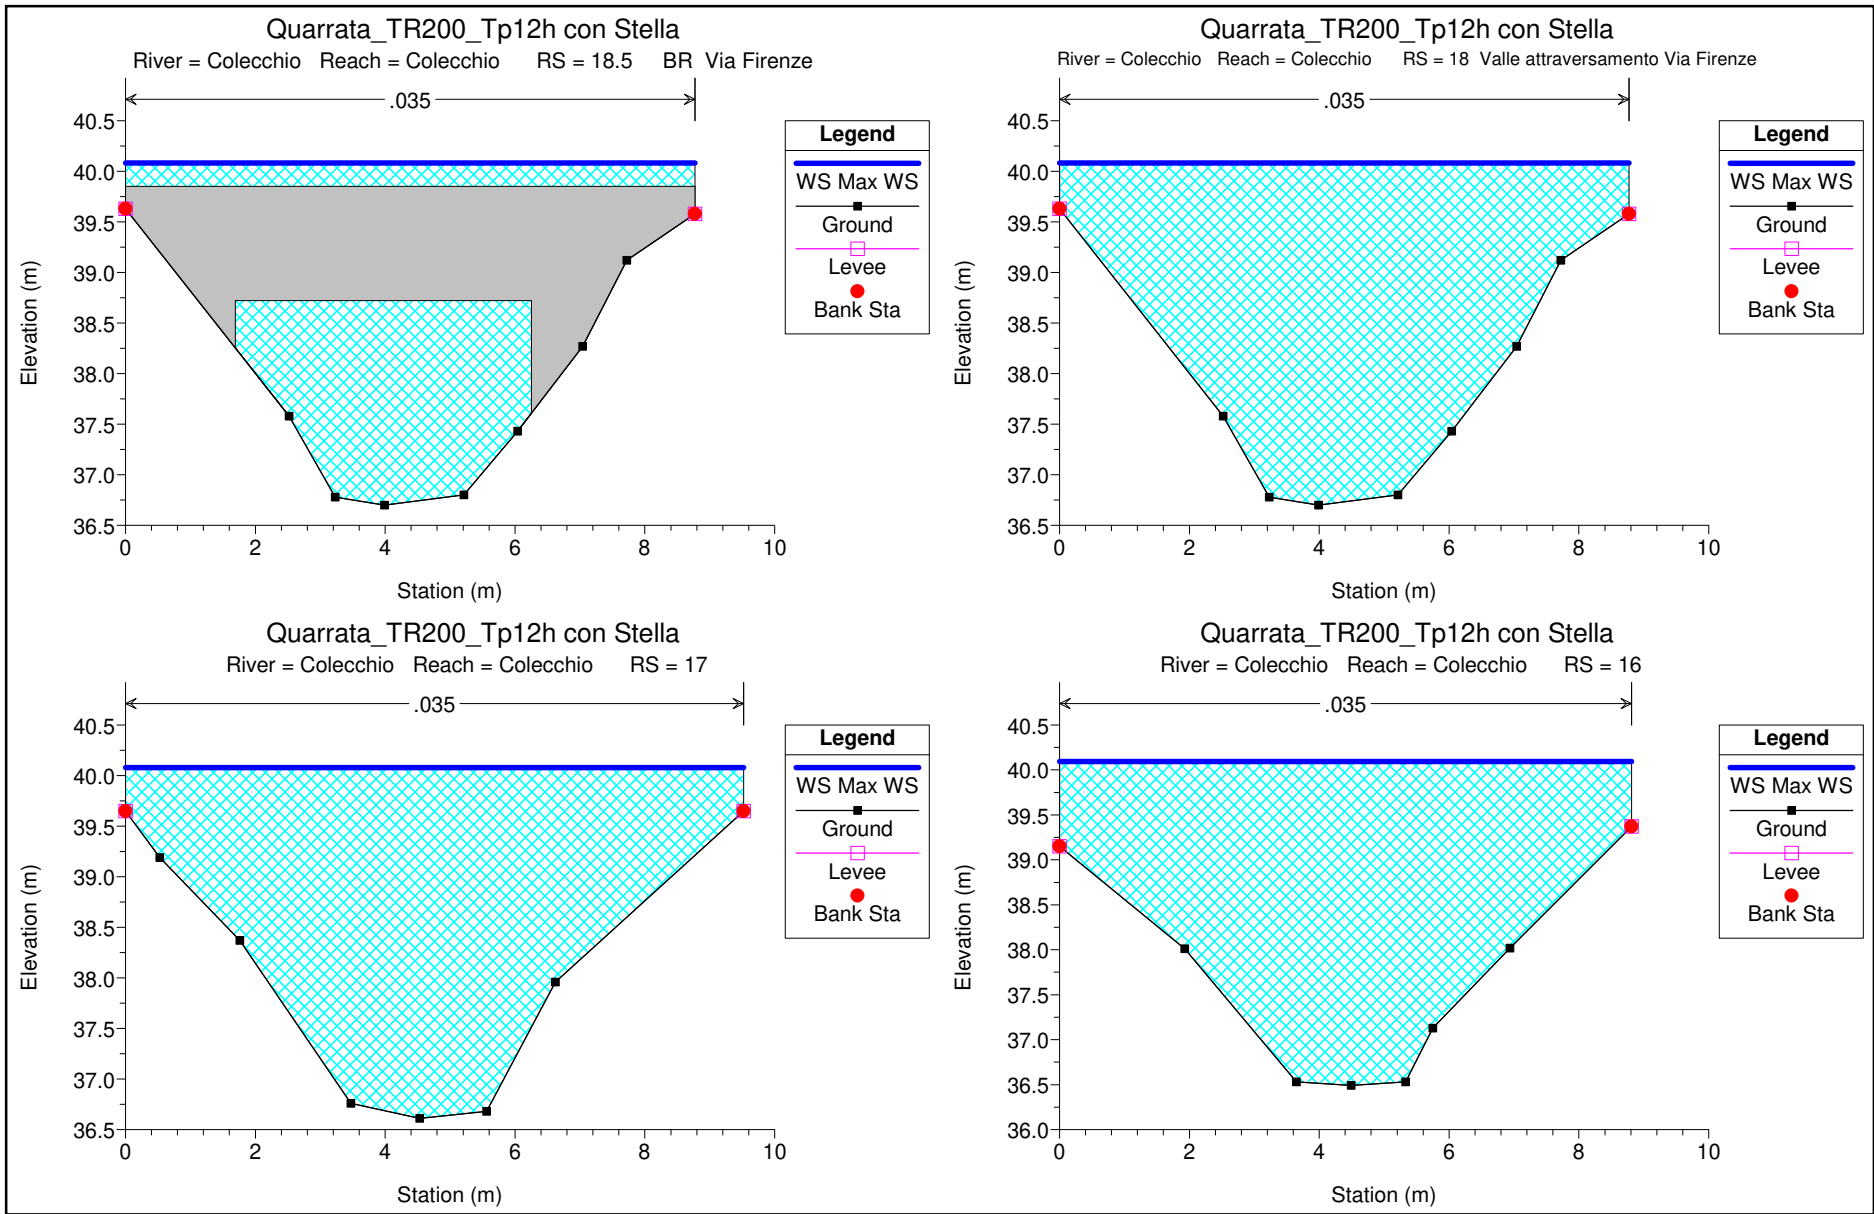 Quarrata_TR200_Tp12h con Stella
River = Colecchio Reach = Colecchio RS = 18.5 BR Via Firenze
.035
40.5
40.0
39.5
39.0
38.5
38.0
37.5
37.0
36.5
0 2 4 6 8 10
Station (m)
Elevation (m)
Legend
WS Max WS
Ground
Levee
Bank Sta
Quarrata_TR200_Tp12h con Stella
River = Colecchio Reach = Colecchio RS = 18 Valle attraversamento Via Firenze
.035
40.5
40.0
39.5
39.0
38.5
38.0
37.5
37.0
36.5
0 2 4 6 8 10
Station (m)
Elevation (m)
Legend
WS Max WS
Ground
Levee
Bank Sta
Quarrata_TR200_Tp12h con Stella
River = Colecchio Reach = Colecchio RS = 17
.035
40.5
40.0
39.5
39.0
38.5
38.0
37.5
37.0
36.5
0 2 4 6 8 10
Station (m)
Elevation (m)
Legend
WS Max WS
Ground
Levee
Bank Sta
Quarrata_TR200_Tp12h con Stella
River = Colecchio Reach = Colecchio RS = 16
.035
40.5
40.0
39.5
39.0
38.5
38.0
37.5
37.0
36.5
36.0
0 2 4 6 8 10
Station (m)
Elevation (m)
Legend
WS Max WS
Ground
Levee
Bank Sta